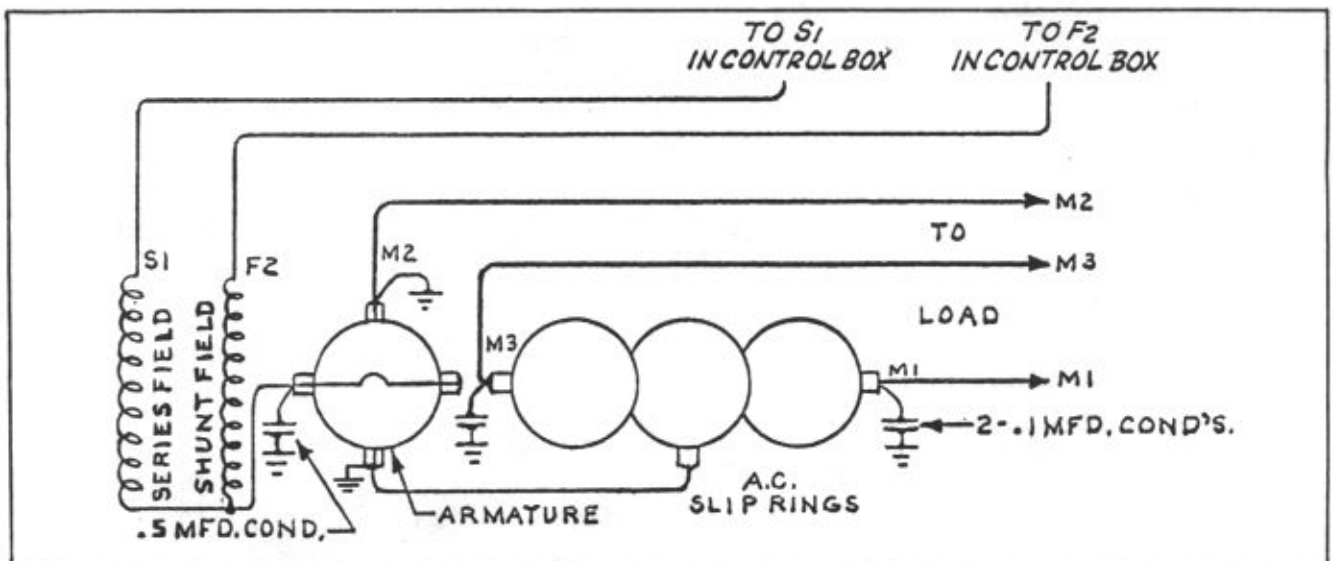 TO S1
IN CONTROL BOX
TO F2
IN CONTROL BOX
M2
TO
M3
LOAD
M1
S1
F2
M2
M3
M1
SERIES FIELD
SHUNT FIELD
2-.1 MFD. COND'S.
A.C.
SLIP RINGS
ARMATURE
.5 MFD. COND.